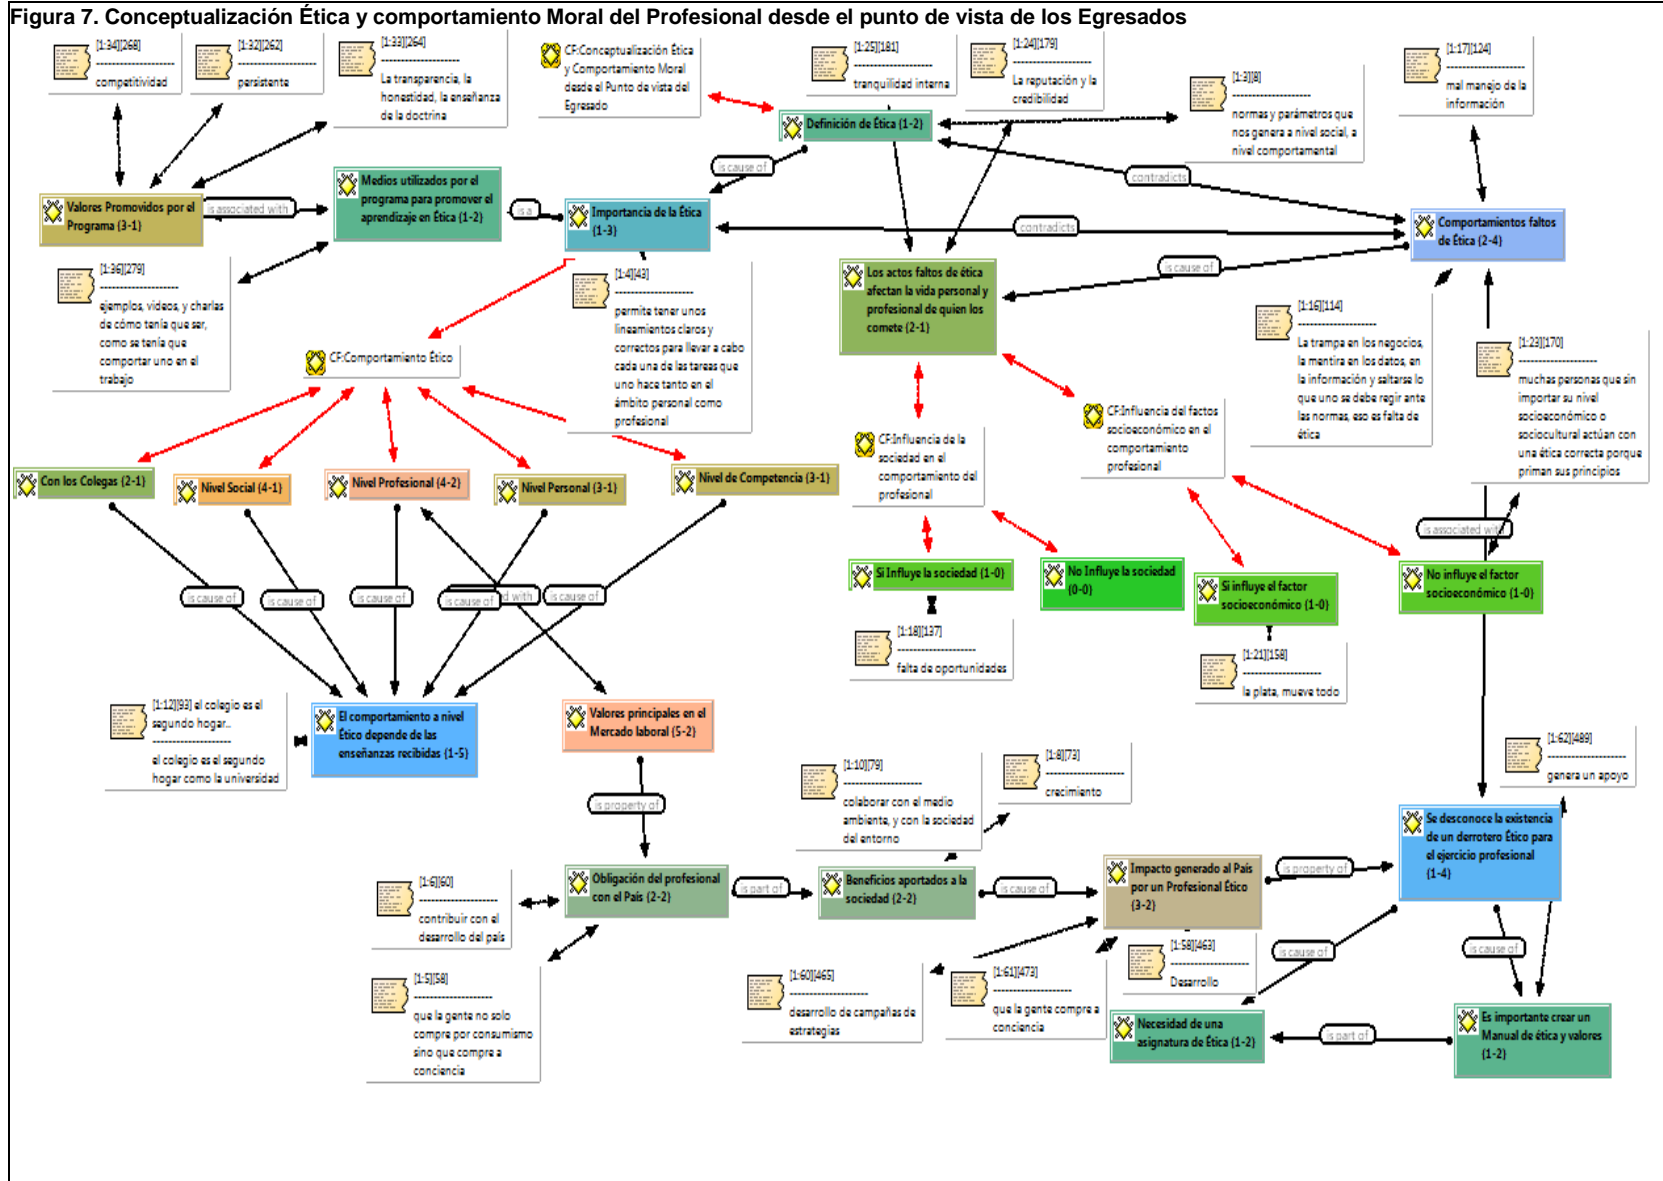 Figura 7. Conceptualización Ética y comportamiento Moral del Profesional desde el punto de vista de los Egresados
[1:34][268]
--------------------
competitividad
[1:32][262]
--------------------
persistente
[1:33][264]
--------------------
La transparencia, la
honestidad, la enseñanza
de la doctrina
CF:Conceptualización Ética
y Comportamiento Moral
desde el Punto de vista del
Egresado
[1:25][181]
--------------------
tranquilidad interna
[1:24][179]
--------------------
La reputación y la
credibilidad
[1:3][8]
--------------------
normas y parámetros que
nos genera a nivel social, a
nivel comportamental
[1:17][124]
--------------------
mal manejo de la
información
Definición de Ética {1-2}
is cause of
contradicts
Valores Promovidos por el
Programa {3-1}
is associated with
Medios utilizados por el
programa para promover el
aprendizaje en Ética {1-2}
is a
Importancia de la Ética
{1-3}
contradicts
Comportamientos faltos
de Ética {2-4}
is cause of
[1:36][279]
--------------------
ejemplos, videos, y charlas
de cómo tenía que ser,
como se tenía que
comportar uno en el
trabajo
[1:4][43]
--------------------
permite tener unos
lineamientos claros y
correctos para llevar a cabo
cada una de las tareas que
uno hace tanto en el
ámbito personal como
profesional
Los actos faltos de ética
afectan la vida personal y
profesional de quien los
comete {2-1}
[1:16][114]
--------------------
La trampa en los negocios,
la mentira en los datos, en
la información y saltarse lo
que uno se debe regir ante
las normas, eso es falta de
ética
[1:23][170]
--------------------
muchas personas que sin
importar su nivel
socioeconómico o
sociocultural actúan con
una ética correcta porque
priman sus principios
CF:Comportamiento Ético
CF:Influencia de la
sociedad en el
comportamiento del
profesional
CF:Influencia del factos
socioeconómico en el
comportamiento
profesional
Con los Colegas {2-1}
Nivel Social {4-1}
Nivel Profesional {4-2}
Nivel Personal {3-1}
Nivel de Competencia {3-1}
is associated with
Si Influye la sociedad {1-0}
No Influye la sociedad
{0-0}
Si influye el factor
socioeconómico {1-0}
No influye el factor
socioeconómico {1-0}
is cause of
is cause of
is cause of
is cause of
d with
is cause of
[1:18][137]
--------------------
falta de oportunidades
[1:21][158]
--------------------
la plata, mueve todo
[1:12][93] el colegio es el
segundo hogar..
--------------------
el colegio es el segundo
hogar como la universidad
El comportamiento a nivel
Ético depende de las
enseñanzas recibidas {1-5}
Valores principales en el
Mercado laboral {5-2}
is property of
[1:10][79]
--------------------
colaborar con el medio
ambiente, y con la sociedad
del entorno
[1:8][73]
--------------------
crecimiento
[1:62][489]
--------------------
genera un apoyo
[1:6][60]
--------------------
contribuir con el
desarrollo del país
Obligación del profesional
con el País {2-2}
is part of
Beneficios aportados a la
sociedad {2-2}
is cause of
Impacto generado al País
por un Profesional Ético
{3-2}
is property of
Se desconoce la existencia
de un derrotero Ético para
el ejercicio profesional
{1-4}
is cause of
is cause of
[1:5][58]
--------------------
que la gente no solo
compre por consumismo
sino que compre a
conciencia
[1:60][465]
--------------------
desarrollo de campañas de
estrategias
[1:61][473]
--------------------
que la gente compre a
conciencia
[1:58][463]
--------------------
Desarrollo
Necesidad de una
asignatura de Ética {1-2}
is part of
Es importante crear un
Manual de ética y valores
{1-2}